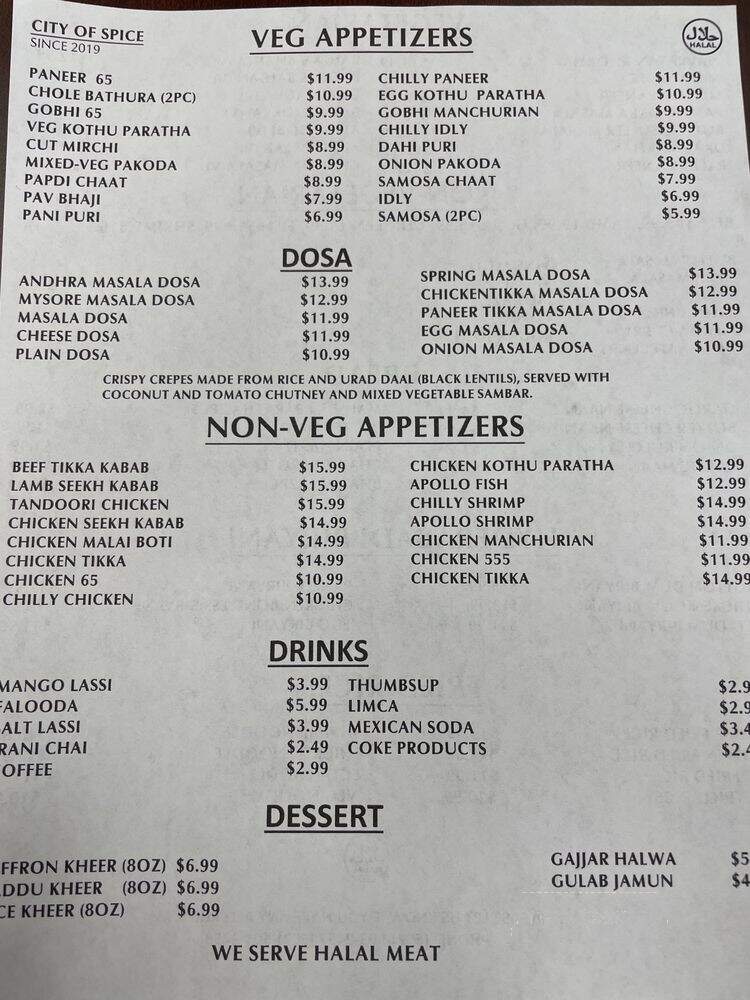 CITY OF SPICE
SINCE 2019
VEG APPETIZERS
حلال
HALAL
PANEER 65 $11.99 CHILLY PANEER $11.99
CHOLE BATHURA (2PC) $10.99 EGG KOTHU PARATHA $10.99
GOBHI 65 $9.99 GOBHI MANCHURIAN $9.99
VEG KOTHU PARATHA $9.99 CHILLY IDLY $9.99
CUT MIRCHI $8.99 DAHI PURI $8.99
MIXED-VEG PAKODA $8.99 ONION PAKODA $8.99
PAPDI CHAAT $8.99 SAMOSA CHAAT $7.99
PAV BHAJI $7.99 IDLY $6.99
PANI PURI $6.99 SAMOSA (2PC) $5.99
DOSA
ANDHRA MASALA DOSA $13.99 SPRING MASALA DOSA $13.99
MYSORE MASALA DOSA $12.99 CHICKENTIKKA MASALA DOSA $12.99
MASALA DOSA $11.99 PANEER TIKKA MASALA DOSA $11.99
CHEESE DOSA $11.99 EGG MASALA DOSA $11.99
PLAIN DOSA $10.99 ONION MASALA DOSA $10.99
CRISPY CREPES MADE FROM RICE AND URAD DAAL (BLACK LENTILS), SERVED WITH
COCONUT AND TOMATO CHUTNEY AND MIXED VEGETABLE SAMBAR.
NON-VEG APPETIZERS
BEEF TIKKA KABAB $15.99 CHICKEN KOTHU PARATHA $12.99
LAMB SEEKH KABAB $15.99 APOLLO FISH $12.99
TANDOORI CHICKEN $15.99 CHILLY SHRIMP $14.99
CHICKEN SEEKH KABAB $14.99 APOLLO SHRIMP $14.99
CHICKEN MALAI BOTI $14.99 CHICKEN MANCHURIAN $11.99
CHICKEN TIKKA $14.99 CHICKEN 555 $11.99
CHICKEN 65 $10.99 CHICKEN TIKKA $14.99
CHILLY CHICKEN $10.99
DRINKS
MANGO LASSI $3.99 THUMBSUP $2.9
FALOODA $5.99 LIMCA $2.9
ALT LASSI $3.99 MEXICAN SODA $3.4
RANI CHAI $2.49 COKE PRODUCTS $2.4
OFFEE $2.99
DESSERT
FFRON KHEER (8OZ) $6.99 GAJJAR HALWA $5
DDU KHEER (8OZ) $6.99 GULAB JAMUN $4
CE KHEER (8OZ) $6.99
WE SERVE HALAL MEAT